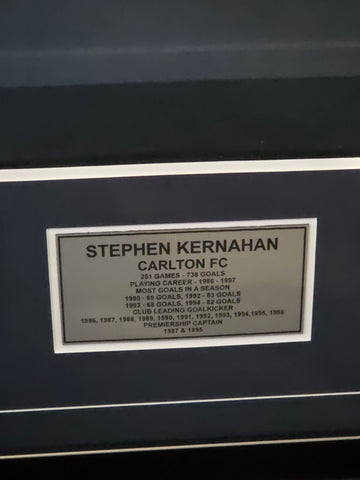 STEPHEN KERNAHAN
CARLTON FC
251 GAMES - 738 GOALS
PLAYING CAREER - 1986 - 1997
MOST GOALS IN A SEASON
1990 - 69 GOALS, 1992 - 83 GOALS
1993 - 68 GOALS, 1994 - 82 GOALS
CLUB LEADING GOALKICKER
1986, 1987, 1988, 1989, 1990, 1991, 1992, 1993, 1994,1995, 1996
PREMIERSHIP CAPTAIN
1987 & 1995